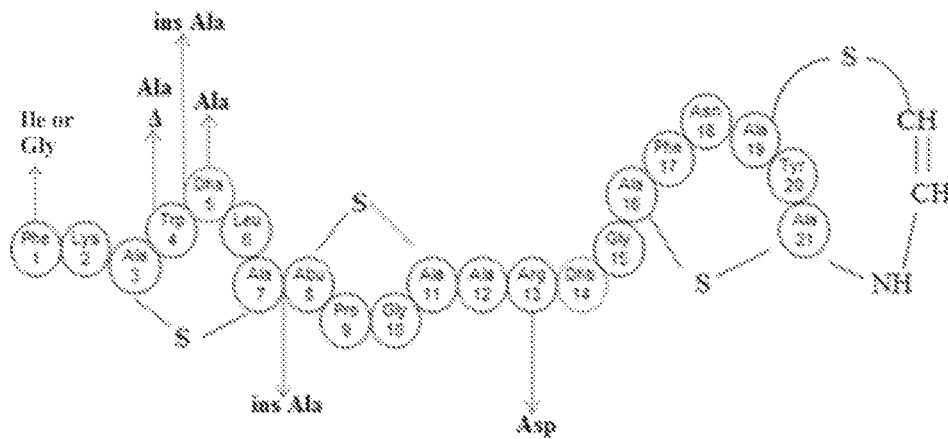 ins Ala
Ala
Δ
Ala
Ile or
Gly
Phe
1
Lys
2
Ala
3
Trp
4
Dha
5
Leu
6
Ala
7
Abu
8
Pro
9
Gly
10
Ala
11
Ala
12
Arg
13
Dha
14
Gly
15
Ala
16
Phe
17
Asn
18
Ala
19
Tyr
20
Ala
21
S
S
S
S
CH
CH
NH
ins Ala
Asp